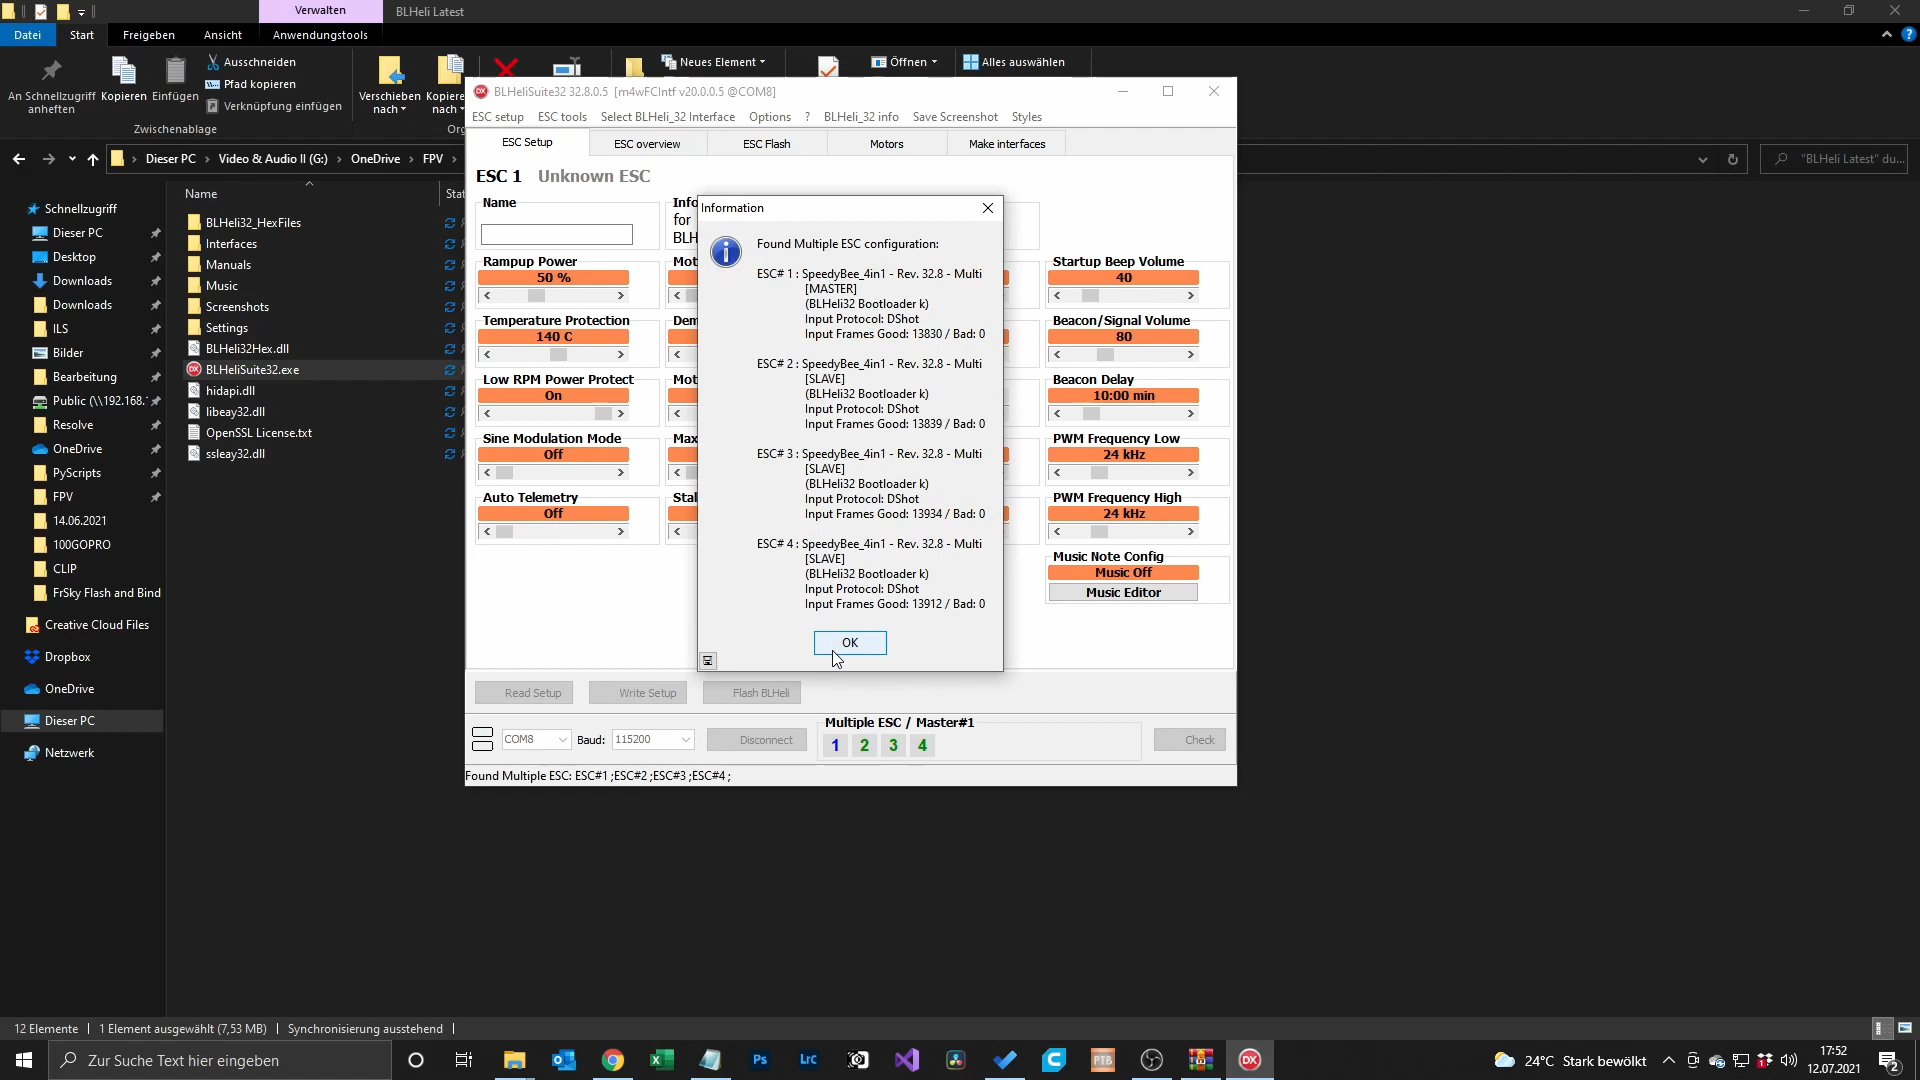 Verwalten
BLHeli Latest
Datei
Start
Freigeben
Ansicht
Anwendungstools
An Schnellzugriff
anheften
Kopieren
Einfügen
Ausschneiden
Pfad kopieren
Verknüpfung einfügen
Zwischenablage
Verschieben
nach
Kopieren
nach
Neues Element
Öffnen
Alles auswählen
Dieser PC
Video & Audio II (G:)
OneDrive
FPV
"BLHeli Latest" du...
Schnellzugriff
Dieser PC
Desktop
Downloads
Downloads
ILS
Bilder
Bearbeitung
Public (\\192.168.
Resolve
OneDrive
PyScripts
FPV
14.06.2021
100GOPRO
CLIP
FrSky Flash and Bind
Creative Cloud Files
Dropbox
OneDrive
Dieser PC
Netzwerk
Name
BLHeli32_HexFiles
Interfaces
Manuals
Music
Screenshots
Settings
BLHeli32Hex.dll
BLHeliSuite32.exe
hidapi.dll
libeay32.dll
OpenSSL License.txt
ssleay32.dll
BLHeliSuite32 32.8.0.5 [m4wFCIntf v20.0.0.5 @COM8]
ESC setup
ESC tools
Select BLHeli_32 Interface
Options
?
BLHeli_32 info
Save Screenshot
Styles
ESC Setup
ESC overview
ESC Flash
Motors
Make interfaces
ESC 1 Unknown ESC
Name
Info
for
BLH
Rampup Power
50 %
Temperature Protection
140 C
Low RPM Power Protect
On
Sine Modulation Mode
Off
Auto Telemetry
Off
Mot
Dem
Mot
Max
Stal
Startup Beep Volume
40
Beacon/Signal Volume
80
Beacon Delay
10:00 min
PWM Frequency Low
24 kHz
PWM Frequency High
24 kHz
Music Note Config
Music Off
Music Editor
Information
Found Multiple ESC configuration:
ESC# 1 : SpeedyBee_4in1 - Rev. 32.8 - Multi
[MASTER]
(BLHeli32 Bootloader k)
Input Protocol: DShot
Input Frames Good: 13830 / Bad: 0
ESC# 2 : SpeedyBee_4in1 - Rev. 32.8 - Multi
[SLAVE]
(BLHeli32 Bootloader k)
Input Protocol: DShot
Input Frames Good: 13839 / Bad: 0
ESC# 3 : SpeedyBee_4in1 - Rev. 32.8 - Multi
[SLAVE]
(BLHeli32 Bootloader k)
Input Protocol: DShot
Input Frames Good: 13934 / Bad: 0
ESC# 4 : SpeedyBee_4in1 - Rev. 32.8 - Multi
[SLAVE]
(BLHeli32 Bootloader k)
Input Protocol: DShot
Input Frames Good: 13912 / Bad: 0
OK
Read Setup
Write Setup
Flash BLHeli
COM8
Baud:
115200
Disconnect
Multiple ESC / Master#1
1 2 3 4
Check
Found Multiple ESC: ESC#1 ;ESC#2 ;ESC#3 ;ESC#4 ;
12 Elemente
1 Element ausgewählt (7,53 MB)
Synchronisierung ausstehend
Zur Suche Text hier eingeben
Ps
Lrc
PTB
DX
24°C Stark bewölkt
17:52
12.07.2021
2